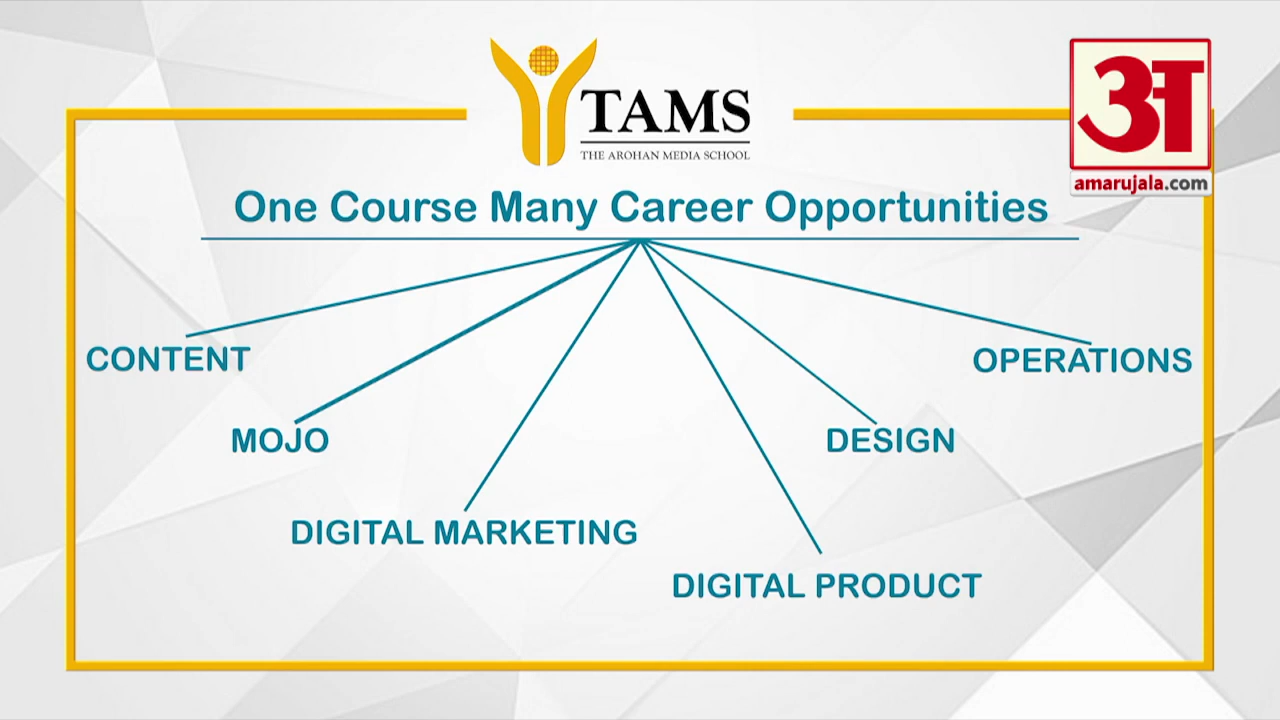 TAMS
THE AROHAN MEDIA SCHOOL
अ
amarujala.com
One Course Many Career Opportunities
CONTENT
OPERATIONS
MOJO
DESIGN
DIGITAL MARKETING
DIGITAL PRODUCT